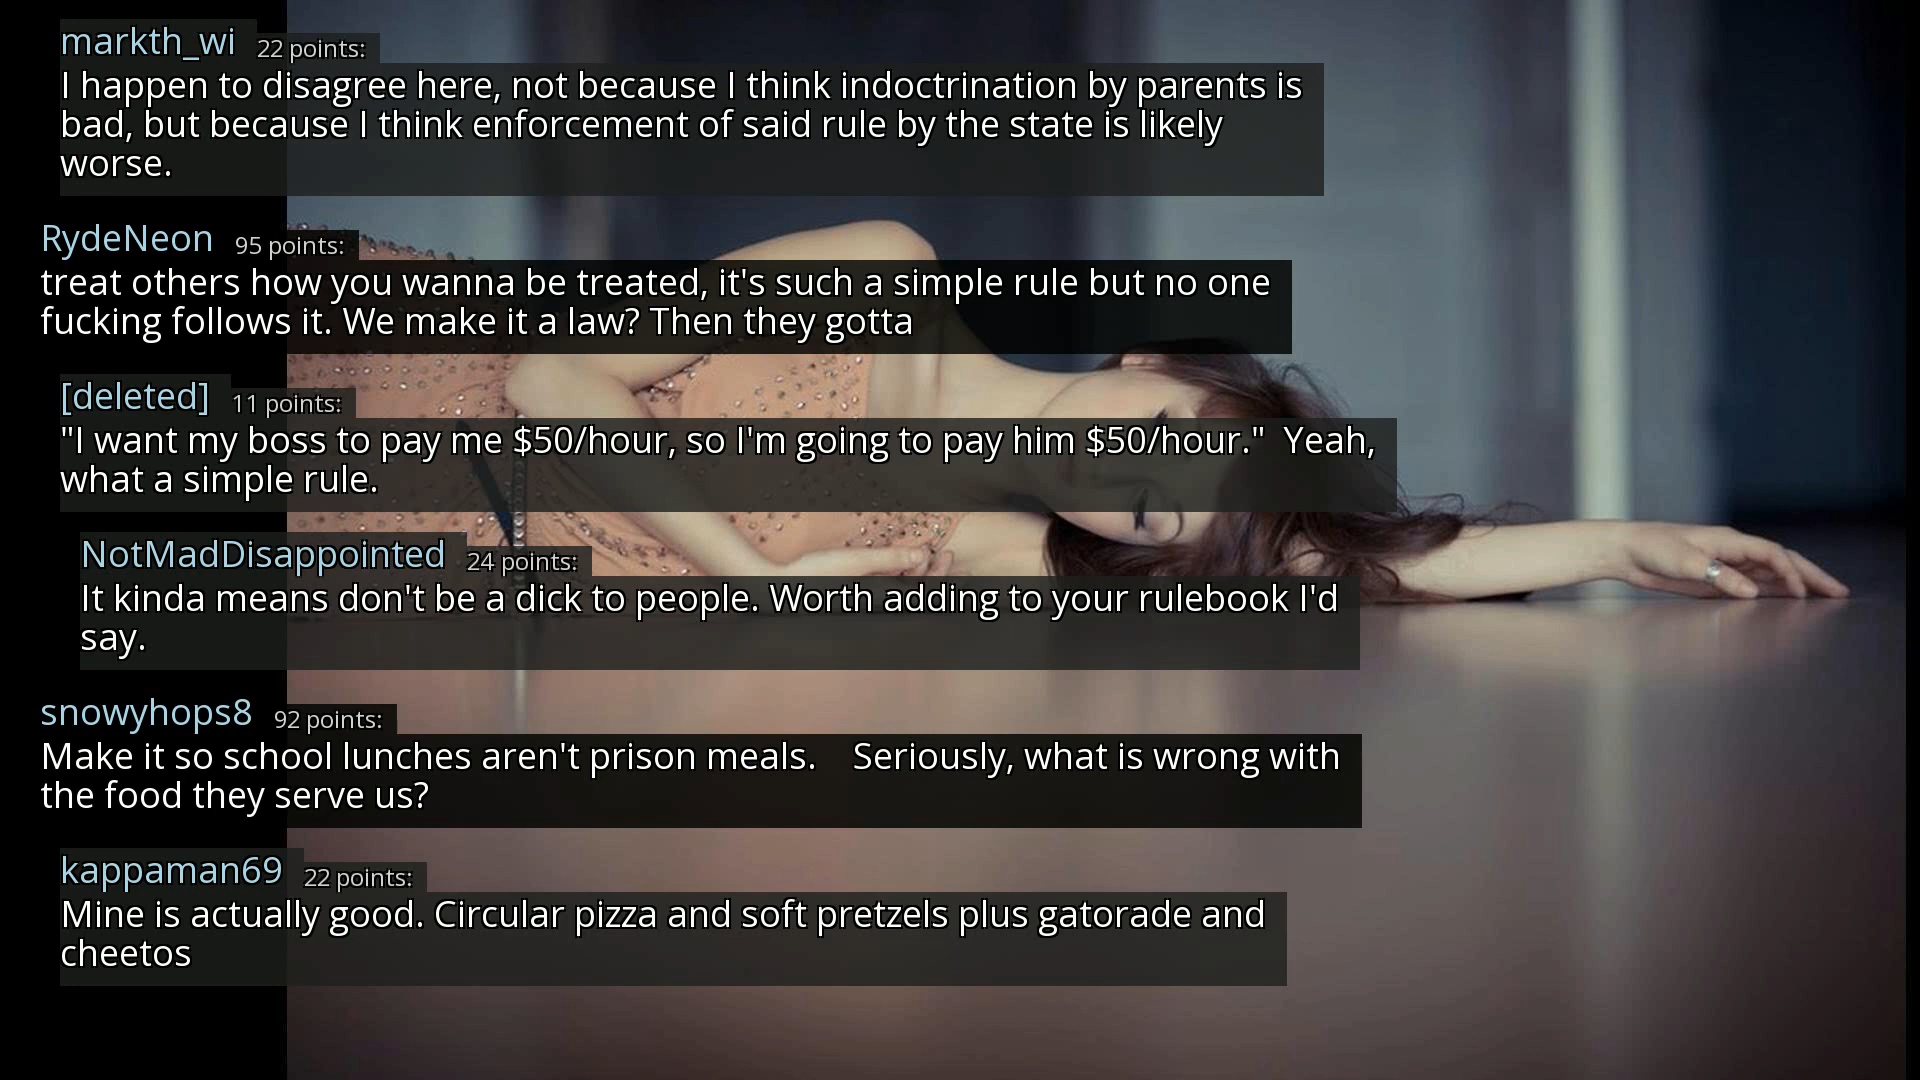 markth_wi 22 points:
I happen to disagree here, not because I think indoctrination by parents is
bad, but because I think enforcement of said rule by the state is likely
worse.
RydeNeon 95 points:
treat others how you wanna be treated, it's such a simple rule but no one
fucking follows it. We make it a law? Then they gotta
[deleted] 11 points:
"I want my boss to pay me $50/hour, so I'm going to pay him $50/hour."  Yeah,
what a simple rule.
NotMadDisappointed 24 points:
It kinda means don't be a dick to people. Worth adding to your rulebook I'd
say.
snowyhops8 92 points:
Make it so school lunches aren't prison meals.    Seriously, what is wrong with
the food they serve us?
kappaman69 22 points:
Mine is actually good. Circular pizza and soft pretzels plus gatorade and
cheetos